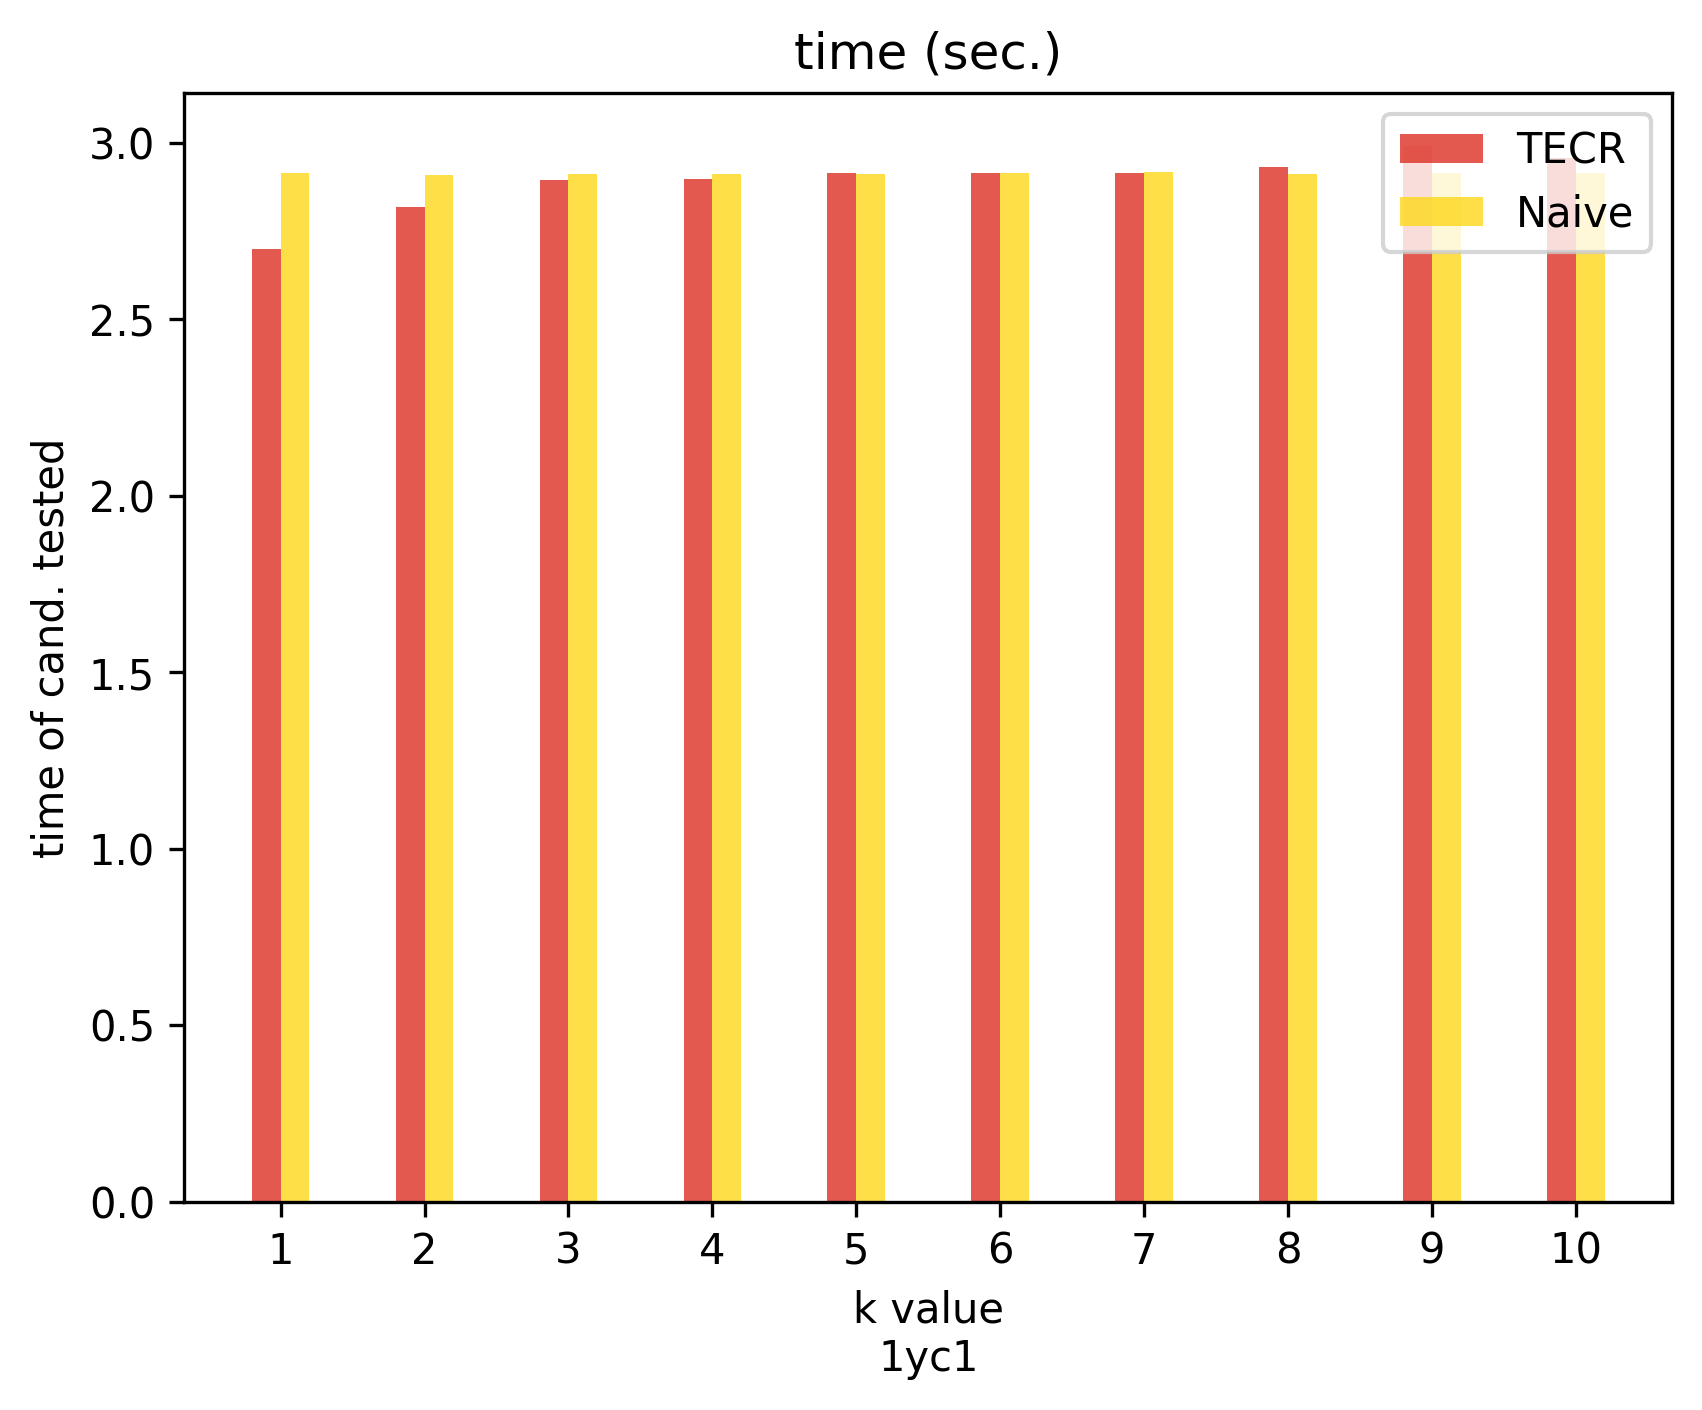 time (sec.)
TECR
Naive
3.0
2.5
2.0
1.5
1.0
0.5
0.0
time of cand. tested
1 2 3 4 5 6 7 8 9 10
k value
1yc1